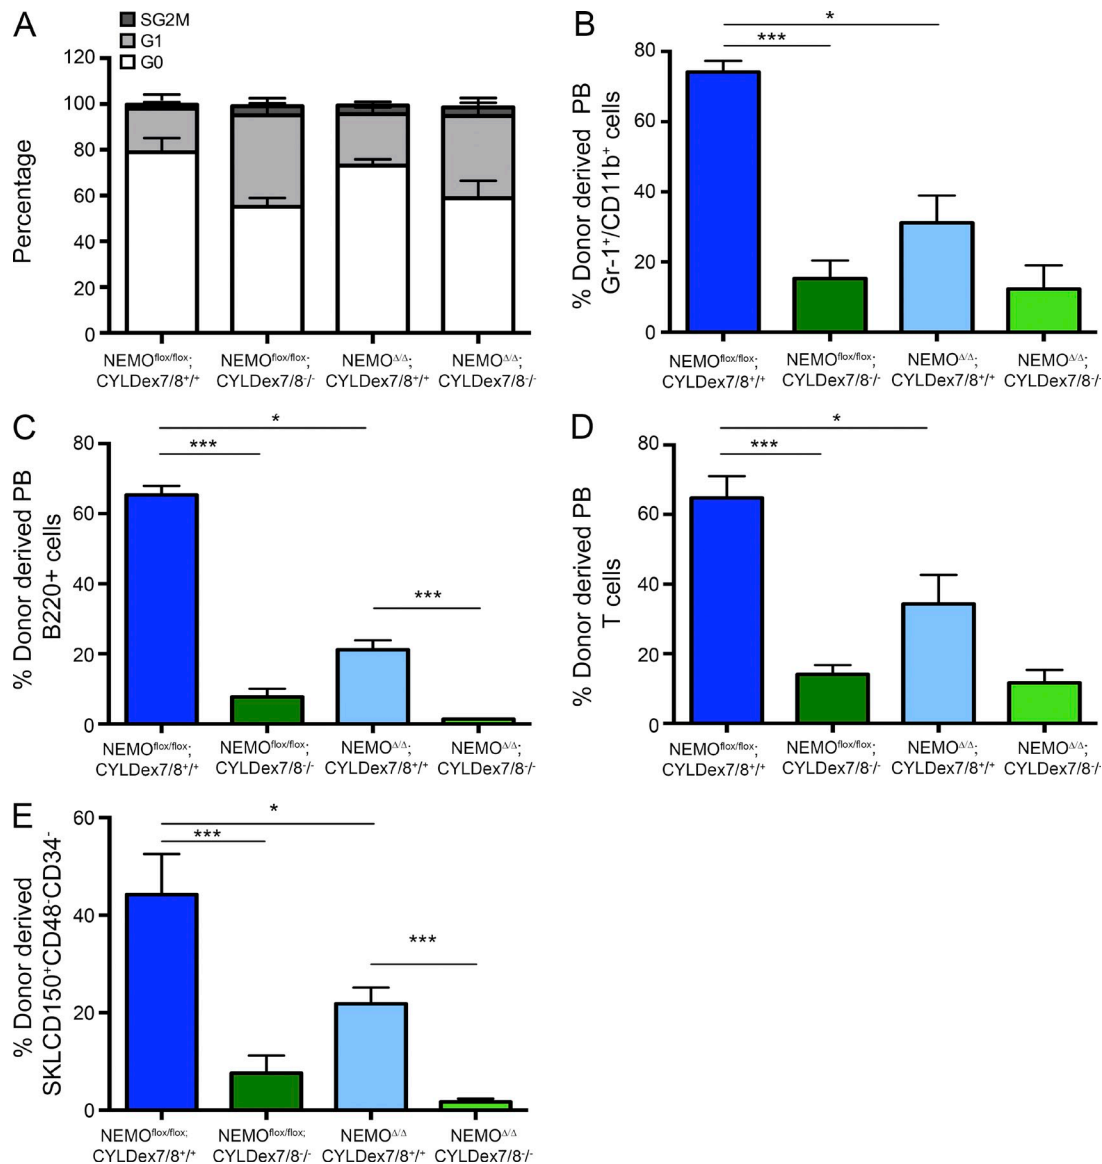 A
SG2M
G1
G0
Percentage
120
100
80
60
40
20
0
NEMOflox/flox; NEMOflox/flox; NEMOΔ/Δ; NEMOΔ/Δ;
CYLDex7/8+/+ CYLDex7/8-/- CYLDex7/8+/+ CYLDex7/8-/-
B
* 
***
% Donor derived PB
Gr-1+/CD11b+ cells
80
60
40
20
0
NEMOflox/flox; NEMOflox/flox; NEMOΔ/Δ; NEMOΔ/Δ;
CYLDex7/8+/+ CYLDex7/8-/- CYLDex7/8+/+ CYLDex7/8-/-
C
*
***
***
% Donor derived PB
B220+ cells
80
60
40
20
0
NEMOflox/flox; NEMOflox/flox; NEMOΔ/Δ; NEMOΔ/Δ;
CYLDex7/8+/+ CYLDex7/8-/- CYLDex7/8+/+ CYLDex7/8-/-
D
*
***
% Donor derived PB
T cells
80
60
40
20
0
NEMOflox/flox; NEMOflox/flox; NEMOΔ/Δ; NEMOΔ/Δ;
CYLDex7/8+/+ CYLDex7/8-/- CYLDex7/8+/+ CYLDex7/8-/-
E
*
***
***
% Donor derived
SKLCD150+CD48-CD34-
60
40
20
0
NEMOflox/flox; NEMOflox/flox; NEMOΔ/Δ NEMOΔ/Δ
CYLDex7/8+/+ CYLDex7/8-/- CYLDex7/8+/+ CYLDex7/8-/-